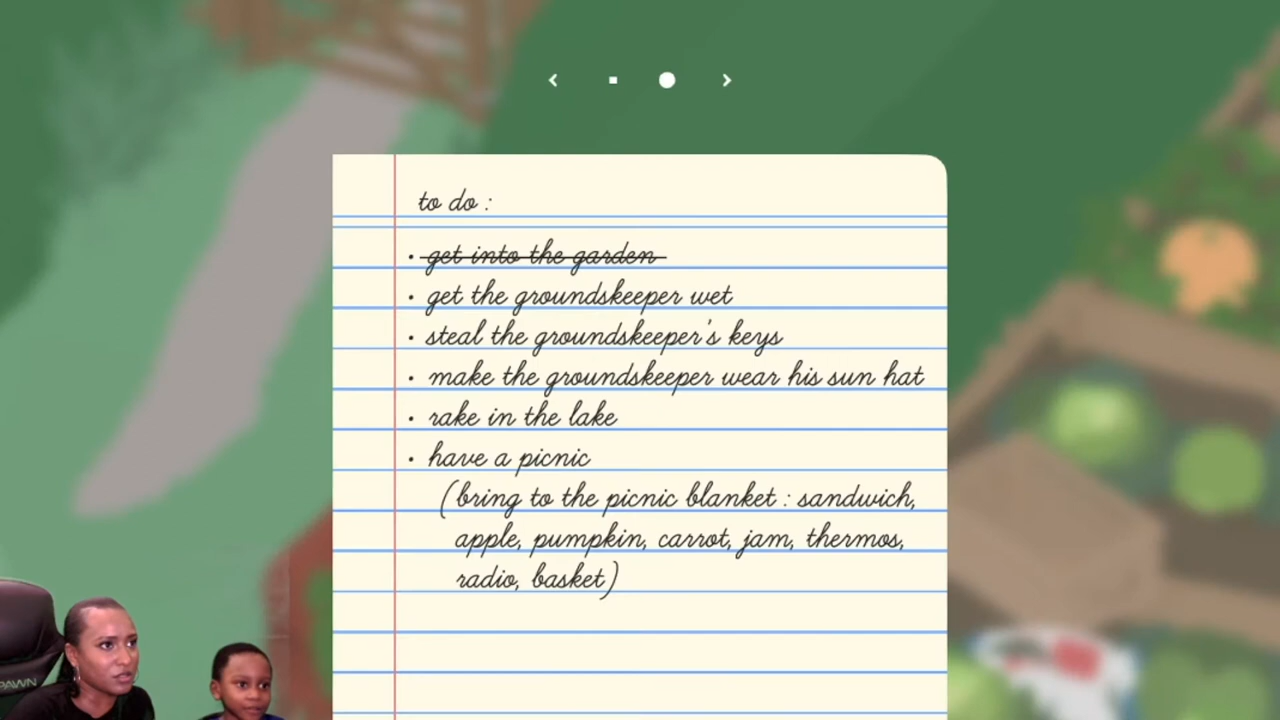 to do :
• get into the garden
• get the groundskeeper wet
• steal the groundskeeper's keys
• make the groundskeeper wear his sun hat
• rake in the lake
• have a picnic
(bring to the picnic blanket : sandwich,
apple, pumpkin, carrot, jam, thermos,
radio, basket)
PAWN